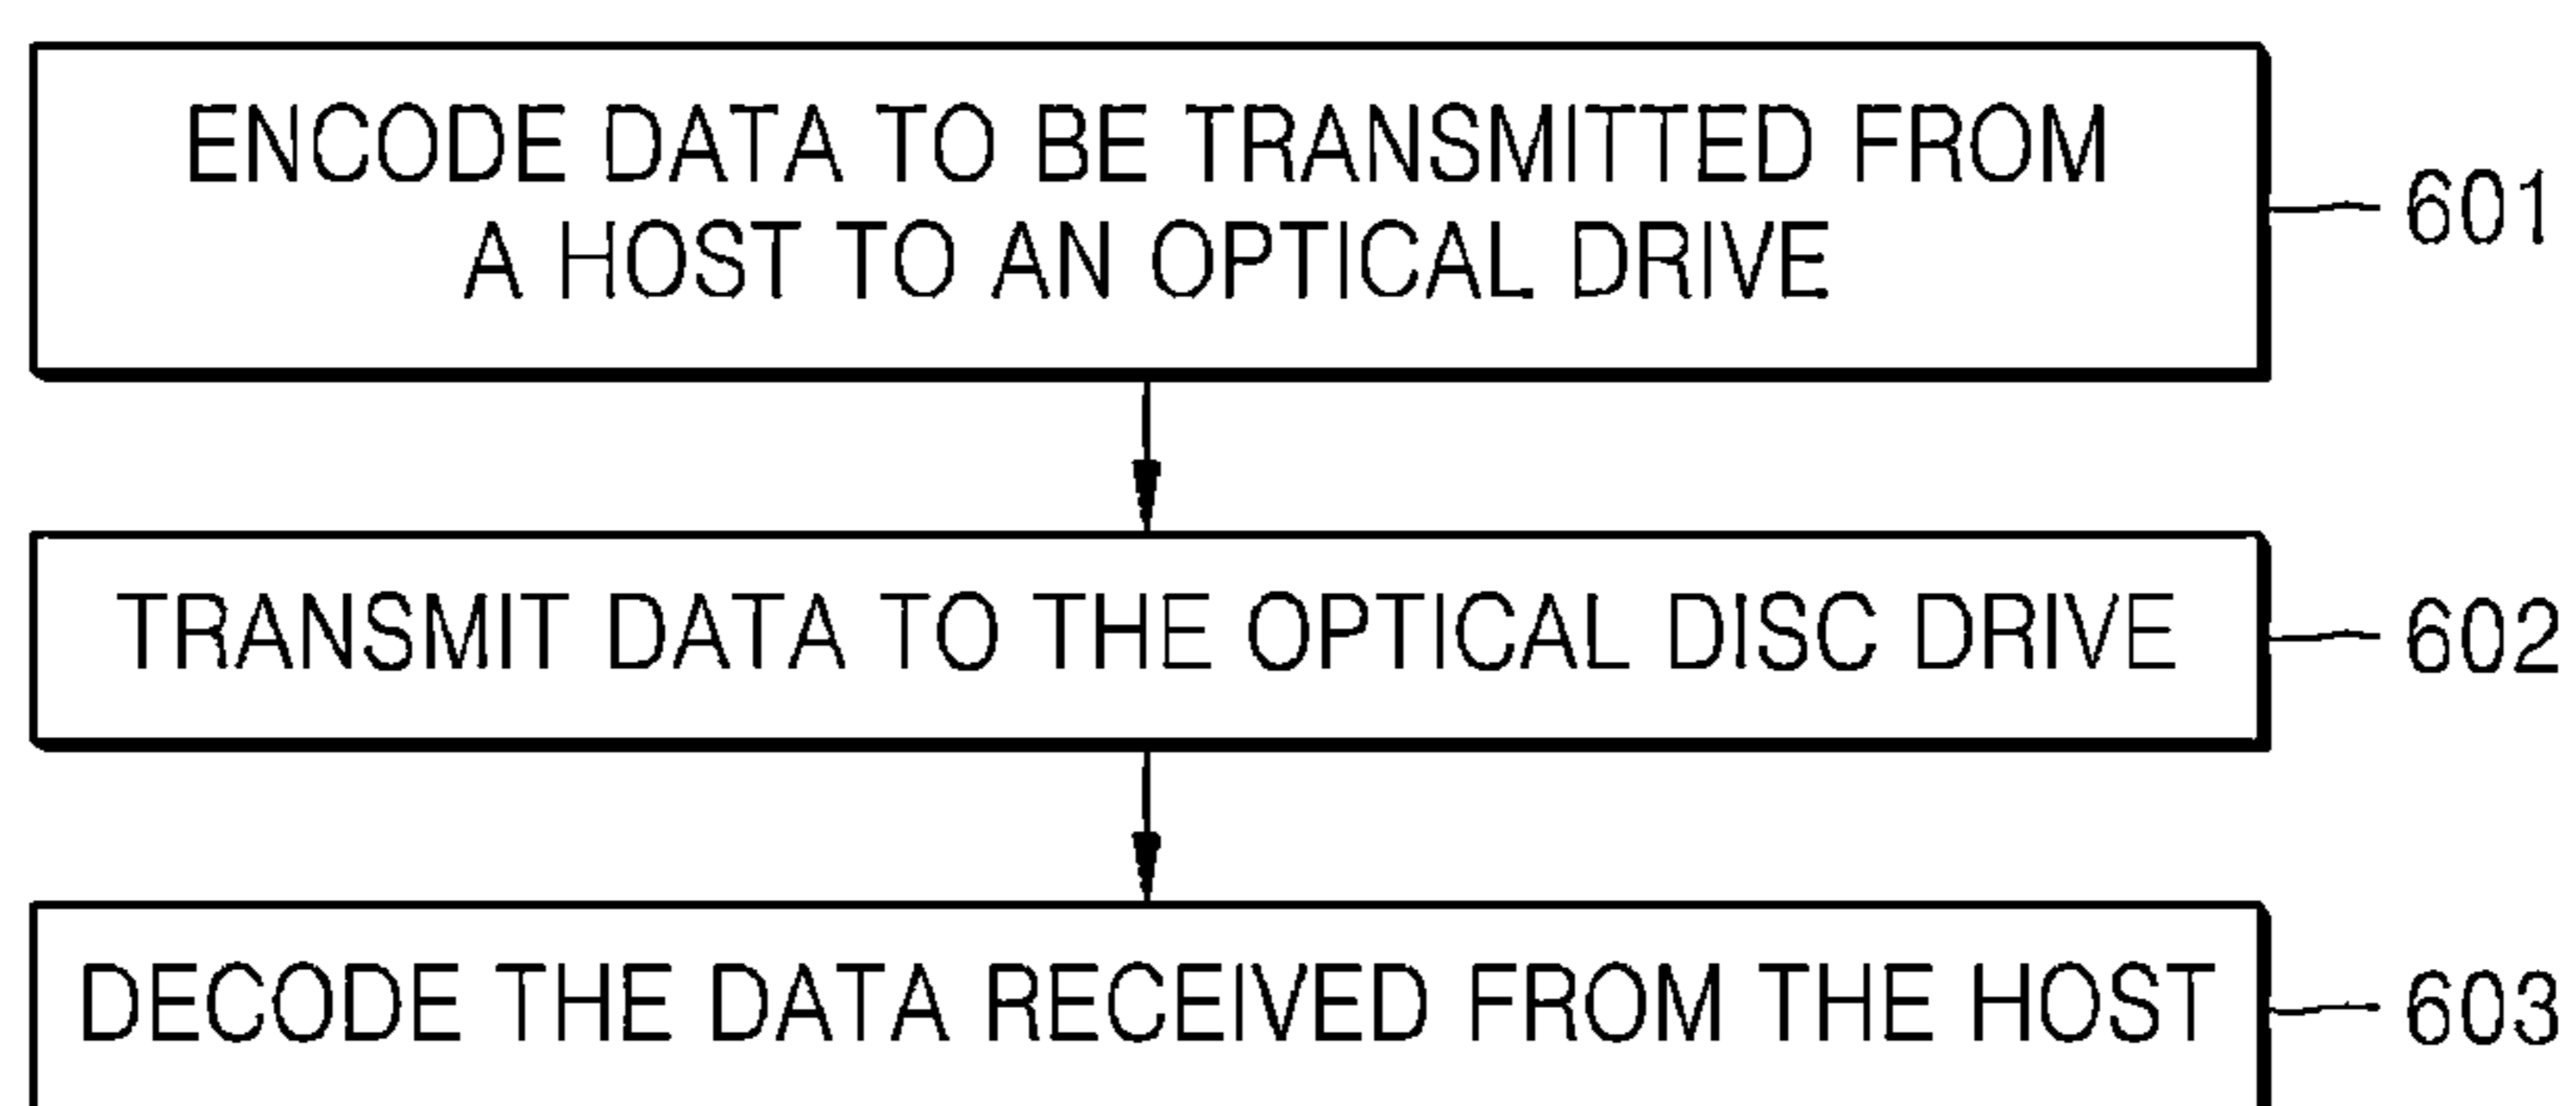 ENCODE DATA TO BE TRANSMITTED FROM
A HOST TO AN OPTICAL DRIVE
601
TRANSMIT DATA TO THE OPTICAL DISC DRIVE
602
DECODE THE DATA RECEIVED FROM THE HOST
603